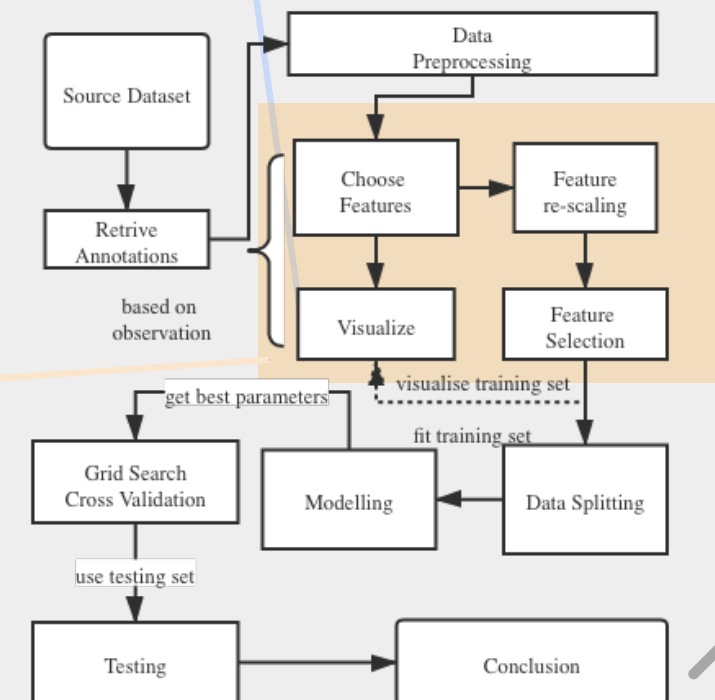 Data
Preprocessing
Source Dataset
Choose
Features
Feature
re-scaling
Retrive
Annotations
based on
observation
Visualize
Feature
Selection
visualise training set
get best parameters
fit training set
Grid Search
Cross Validation
Modelling
Data Splitting
use testing set
Testing
Conclusion